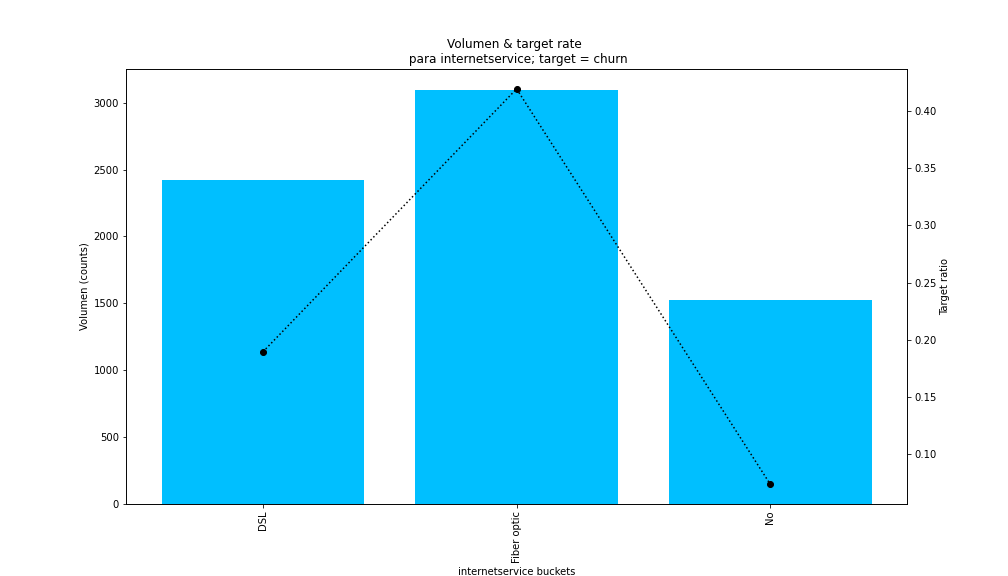 Volumen & target rate
para internetservice; target = churn
3000
2500
2000
1500
1000
500
0
Volumen (counts)
0.40
0.35
0.30
0.25
0.20
0.15
0.10
Target ratio
DSL
Fiber optic
No
internetservice buckets